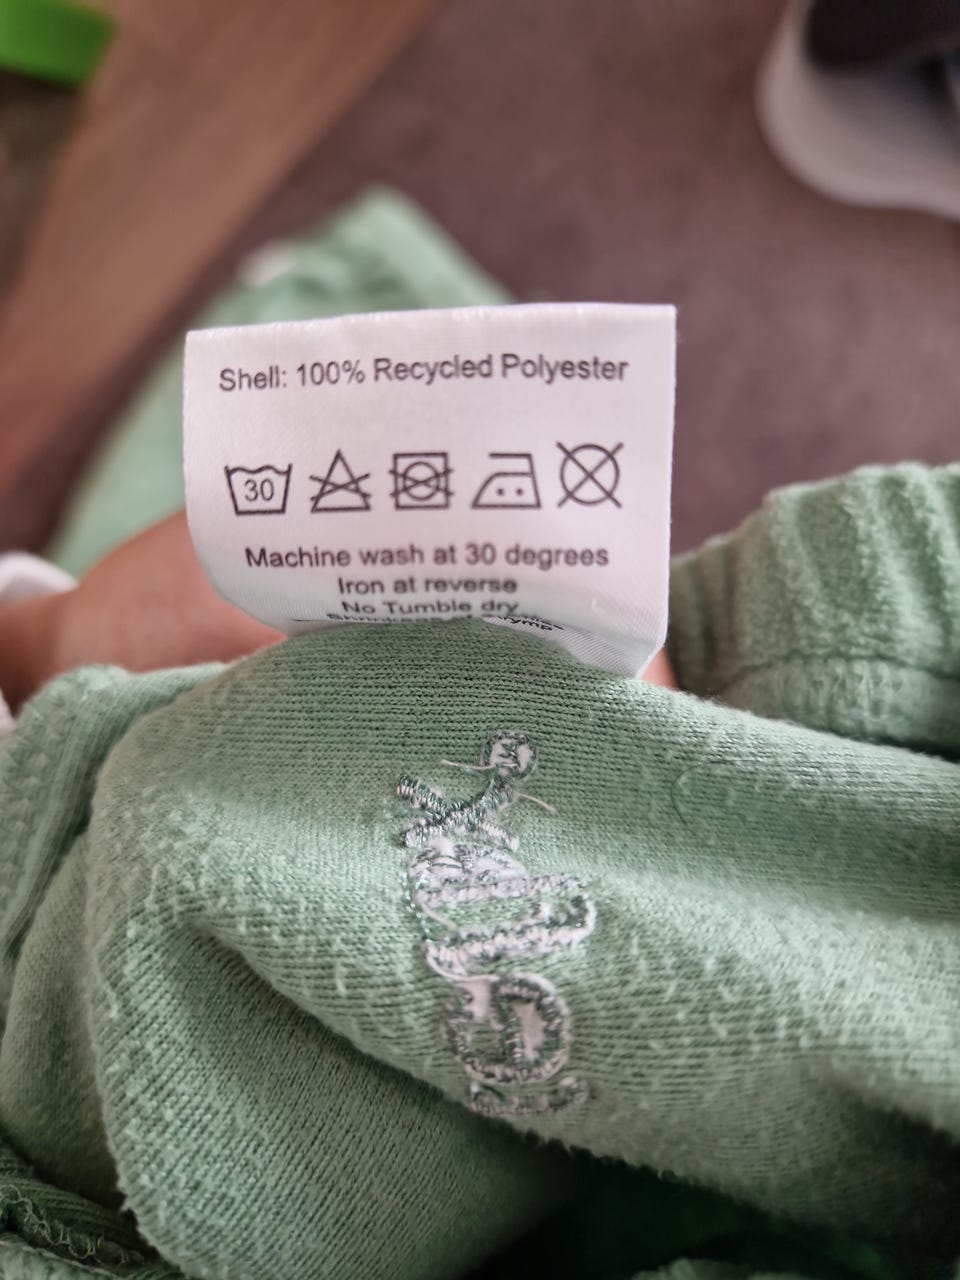 Shell: 100% Recycled Polyester
30
Machine wash at 30 degrees
Iron at reverse
No Tumble dry